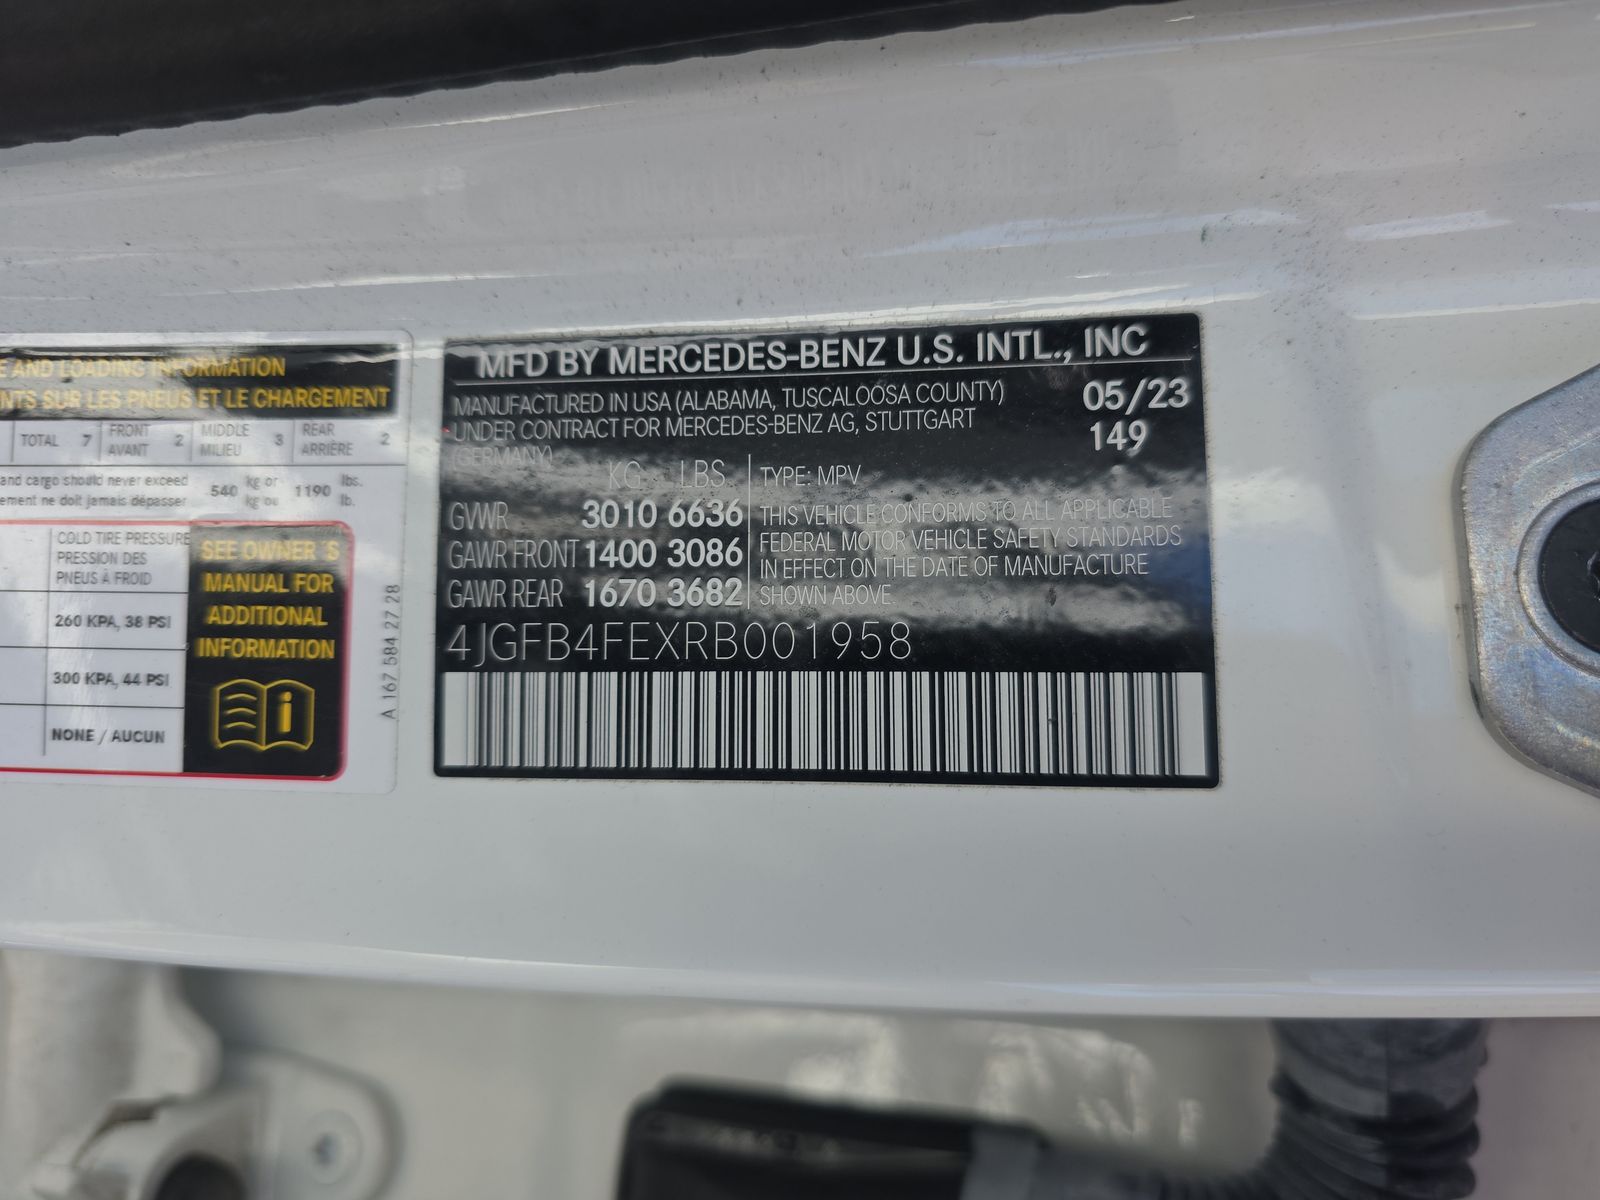 E AND LOADING INFORMATION
NTS SUR LES PNEUS ET LE CHARGEMENT
TOTAL 7 FRONT AVANT 2 MIDDLE MILIEU 3 REAR ARRIÈRE 2
and cargo should never exceed 540 kg or 1190 lbs.
ement ne doit jamais dépasser kg ou lb.
COLD TIRE PRESSURE
PRESSION DES
PNEUS À FROID
260 KPA, 38 PSI
300 KPA, 44 PSI
NONE / AUCUN
SEE OWNER´S
MANUAL FOR
ADDITIONAL
INFORMATION
A 167 584 27 28
MFD BY MERCEDES-BENZ U.S. INTL., INC
MANUFACTURED IN USA (ALABAMA, TUSCALOOSA COUNTY) 05/23
UNDER CONTRACT FOR MERCEDES-BENZ AG, STUTTGART 149
(GERMANY)
KG LBS
GVWR 3010 6636
GAWR FRONT 1400 3086
GAWR REAR 1670 3682
TYPE: MPV
THIS VEHICLE CONFORMS TO ALL APPLICABLE
FEDERAL MOTOR VEHICLE SAFETY STANDARDS
IN EFFECT ON THE DATE OF MANUFACTURE
SHOWN ABOVE.
4JGFB4FEXRB001958